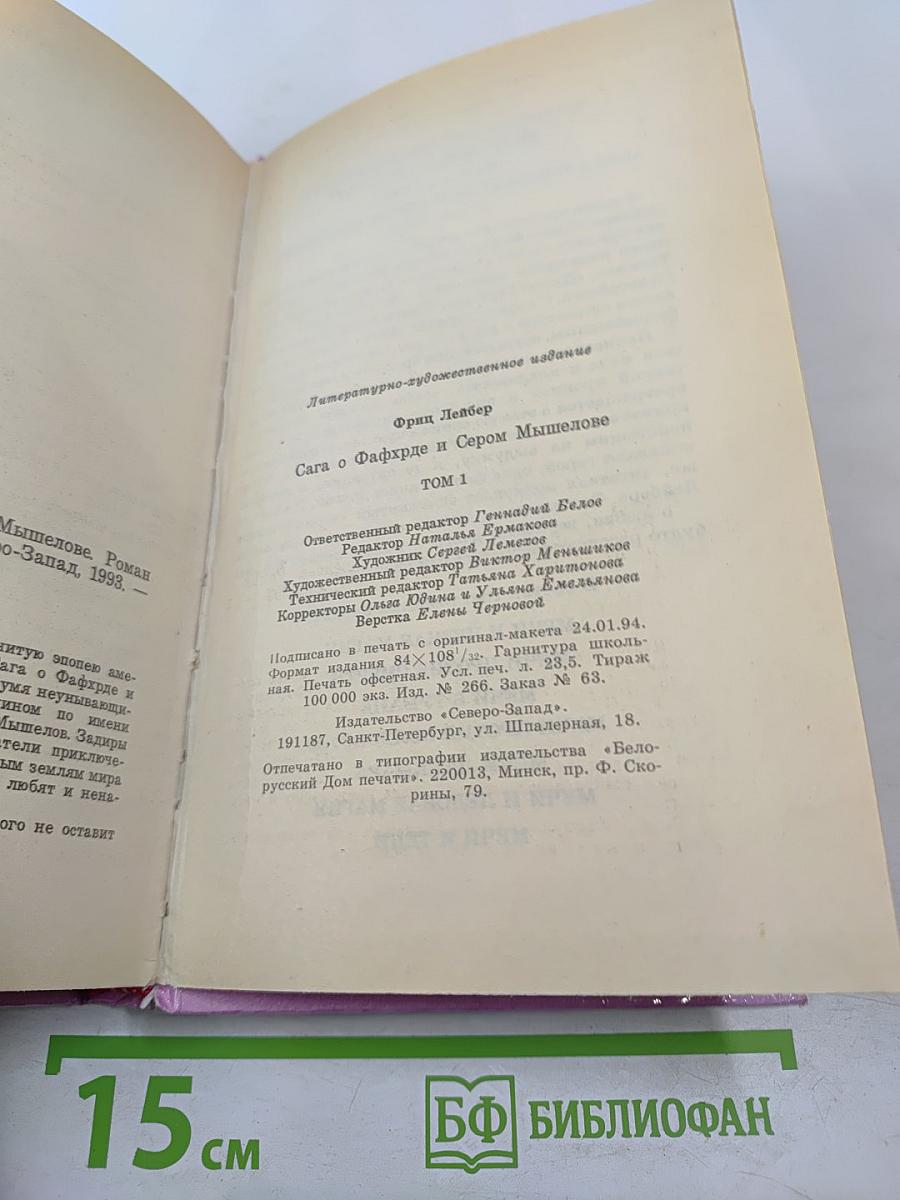 Мышелове. Роман
ро-Запад, 1993. —
нитую эпопею аме-
Сага о Фафхрде и
умя неунывающи-
ином по имени
Мышелов. Задиры
атели приключе-
ым землям мира
любят и нена-
ого не оставит
Литературно-художественное издание
Фриц Лейбер
Сага о Фафхрде и Сером Мышелове
ТОМ 1
Ответственный редактор Геннадий Белов
Редактор Наталья Ермакова
Художник Сергей Лемехов
Художественный редактор Виктор Меньшиков
Технический редактор Татьяна Харитонова
Корректоры Ольга Юдина и Ульяна Емельянова
Верстка Елены Черновой
Подписано в печать с оригинал-макета 24.01.94.
Формат издания 84×108¹/₃₂. Гарнитура школь-
ная. Печать офсетная. Усл. печ. л. 23,5. Тираж
100 000 экз. Изд. № 266. Заказ № 63.
Издательство «Северо-Запад».
191187, Санкт-Петербург, ул. Шпалерная, 18.
Отпечатано в типографии издательства «Бело-
русский Дом печати». 220013, Минск, пр. Ф. Ско-
рины, 79.
15 см
БФ БИБЛИОФАН